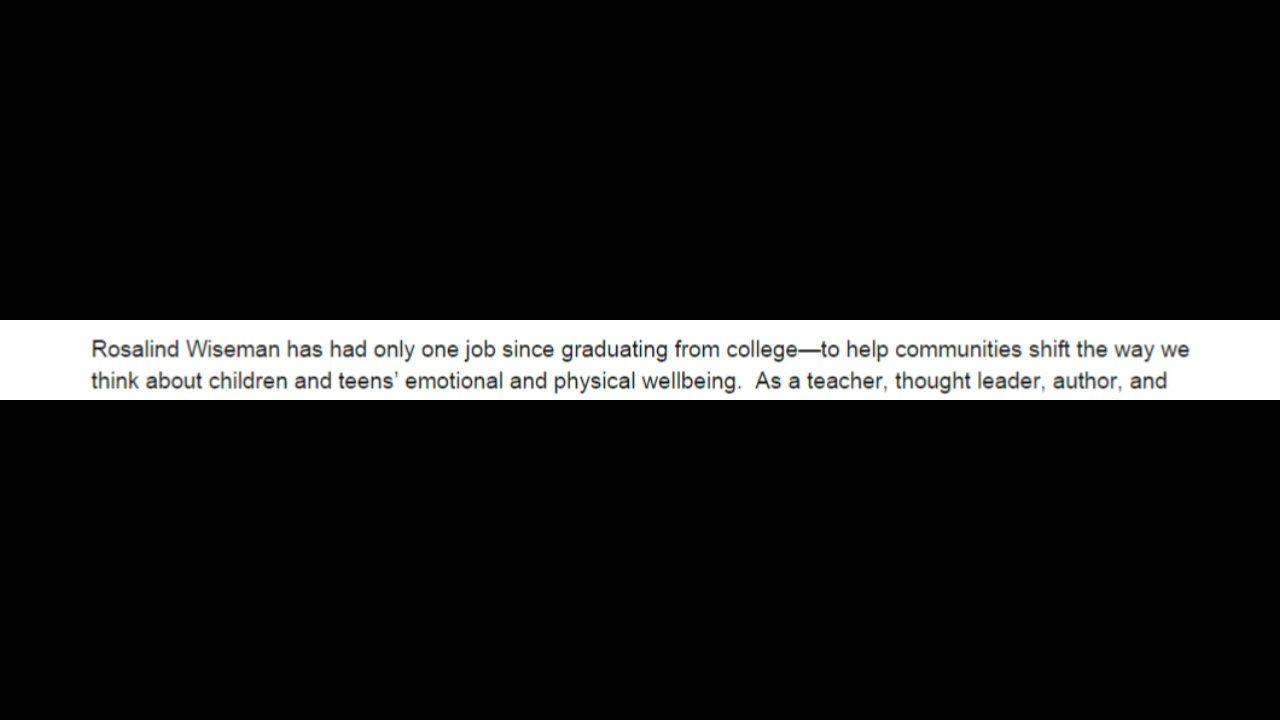 Rosalind Wiseman has had only one job since graduating from college—to help communities shift the way we
think about children and teens’ emotional and physical wellbeing.  As a teacher, thought leader, author, and